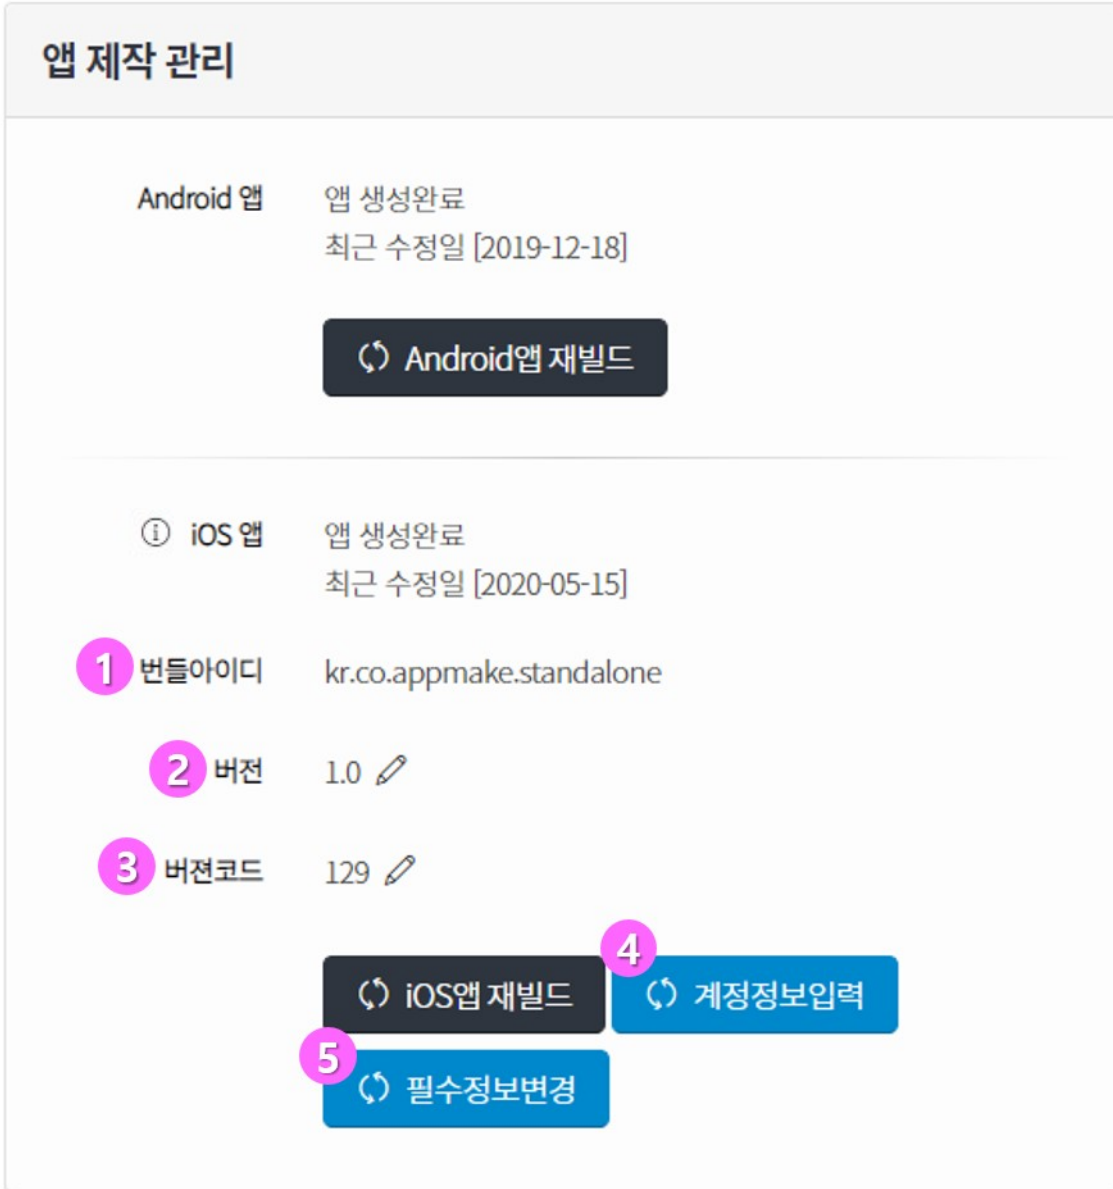 앱 제작 관리
Android 앱 앱 생성완료
최근 수정일 [2019-12-18]
Android앱 재빌드
iOS 앱 앱 생성완료
최근 수정일 [2020-05-15]
1 번들아이디 kr.co.appmake.standalone
2 버전 1.0
3 버젼코드 129
iOS앱 재빌드 4 계정정보입력
5 필수정보변경